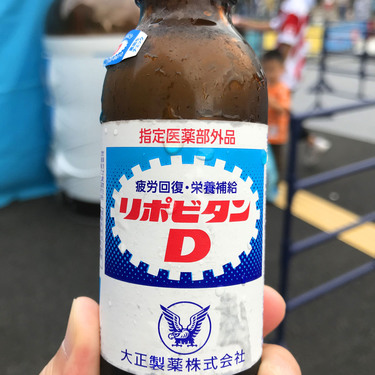 指定医薬部外品
疲労回復・栄養補給
リポビタン
D
大正製薬株式会社